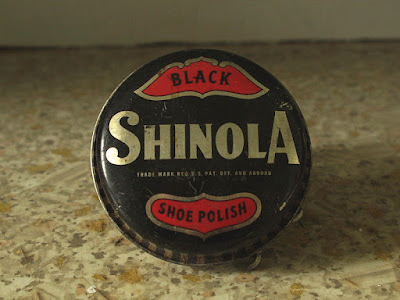 BLACK
SHINOLA
TRADE MARK REG U.S. PAT. OFF. AND ABROAD
SHOE POLISH